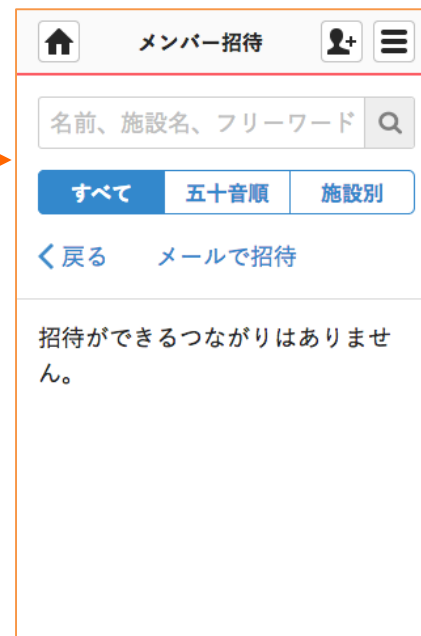 メンバー招待
名前、施設名、フリーワード
すべて 五十音順 施設別
戻る メールで招待
招待ができるつながりはありませ
ん。